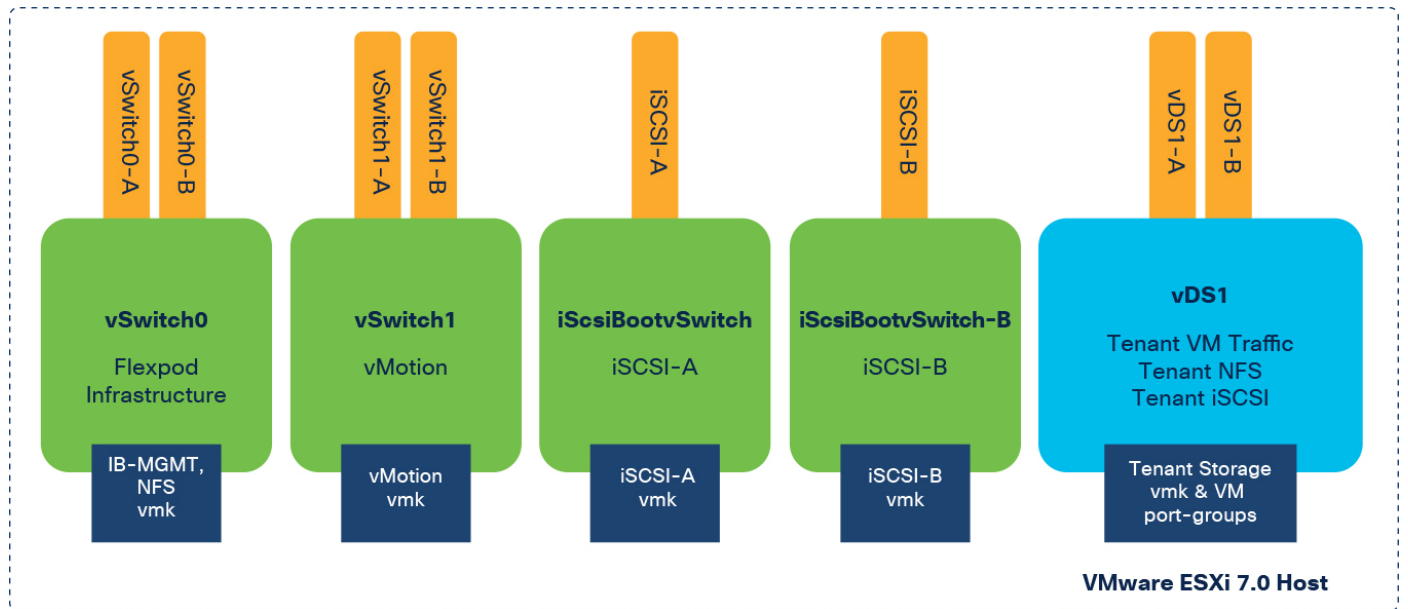 vSwitch0-A
vSwitch0-B
vSwitch1-A
vSwitch1-B
iSCSI-A
iSCSI-B
vDS1-A
vDS1-B
vSwitch0
Flexpod
Infrastructure
IB-MGMT,
NFS
vmk
vSwitch1
vMotion
vMotion
vmk
iScsiBootvSwitch
iSCSI-A
iSCSI-A
vmk
iScsiBootvSwitch-B
iSCSI-B
iSCSI-B
vmk
vDS1
Tenant VM Traffic
Tenant NFS
Tenant iSCSI
Tenant Storage
vmk & VM
port-groups
VMware ESXi 7.0 Host